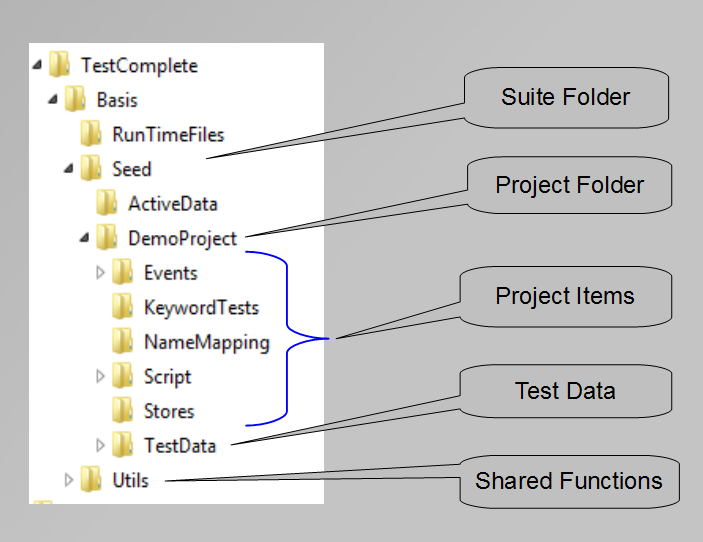 TestComplete
Basis
RunTimeFiles
Seed
ActiveData
DemoProject
Events
KeywordTests
NameMapping
Script
Stores
TestData
Utils
Suite Folder
Project Folder
Project Items
Test Data
Shared Functions